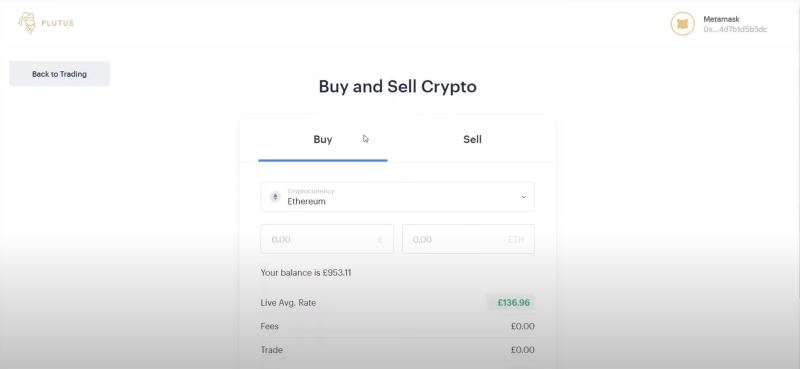 PLUTUS
Metamask
0x...4d7b1d5b5dc
Back to Trading
Buy and Sell Crypto
Buy
Sell
Cryptocurrency
Ethereum
0.00 €
0.00 ETH
Your balance is £953.11
Live Avg. Rate £136.96
Fees £0.00
Trade £0.00